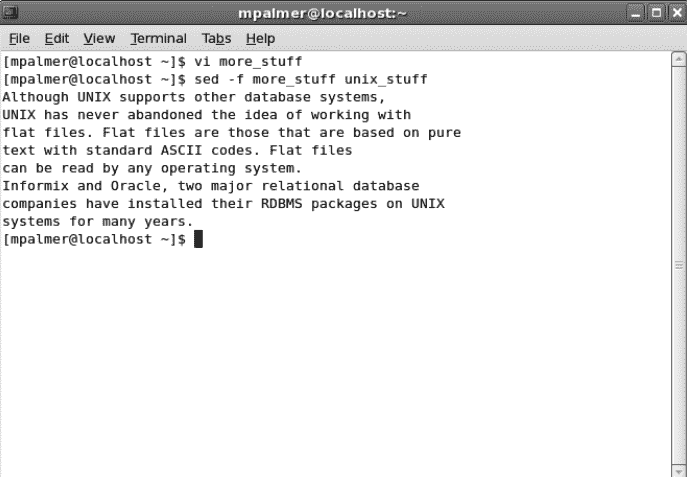 mpalmer@localhost:~
File Edit View Terminal Tabs Help
[mpalmer@localhost ~]$ vi more_stuff
[mpalmer@localhost ~]$ sed -f more_stuff unix_stuff
Although UNIX supports other database systems,
UNIX has never abandoned the idea of working with
flat files. Flat files are those that are based on pure
text with standard ASCII codes. Flat files
can be read by any operating system.
Informix and Oracle, two major relational database
companies have installed their RDBMS packages on UNIX
systems for many years.
[mpalmer@localhost ~]$